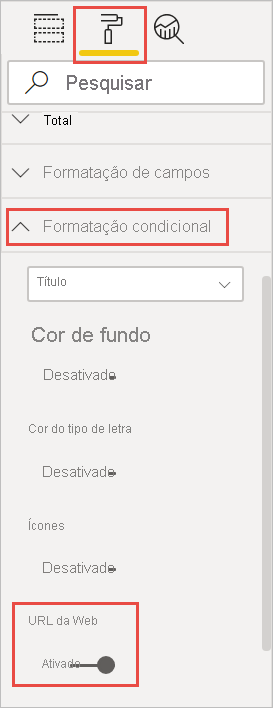 Pesquisar
Total
Formatação de campos
Formatação condicional
Título
Cor de fundo
Desativado
Cor do tipo de letra
Desativado
Ícones
Desativado
URL da Web
Ativado